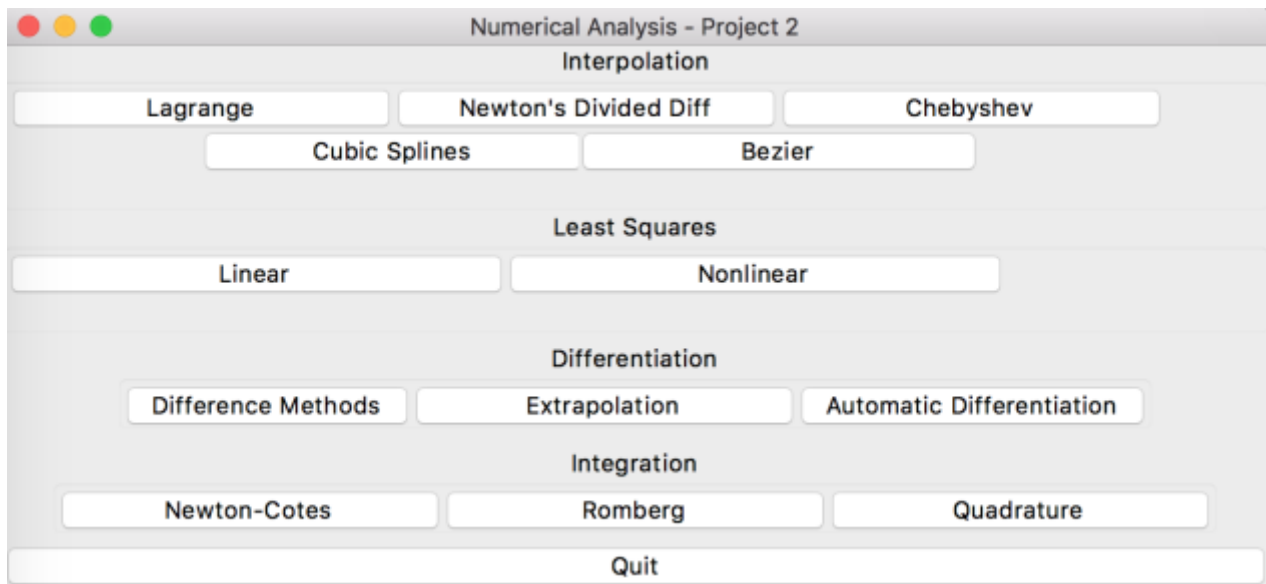 Numerical Analysis - Project 2
Interpolation
Lagrange Newton's Divided Diff Chebyshev
Cubic Splines Bezier
Least Squares
Linear Nonlinear
Differentiation
Difference Methods Extrapolation Automatic Differentiation
Integration
Newton-Cotes Romberg Quadrature
Quit